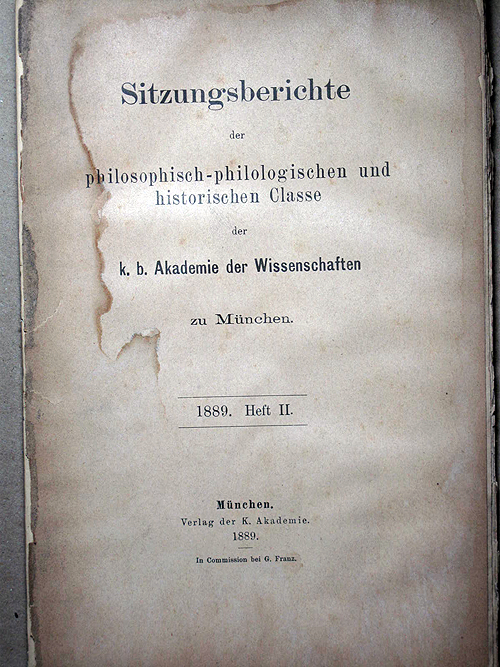 Sitzungsberichte
der
philosophisch-philologischen und
historischen Classe
der
k. b. Akademie der Wissenschaften
zu München.
1889. Heft II.
München.
Verlag der K. Akademie.
1889.
In Commission bei G. Franz.